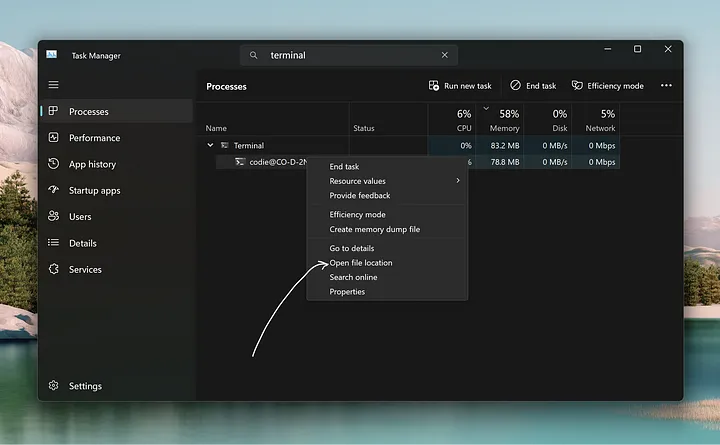 Task Manager
terminal
Processes
Run new task
End task
Efficiency mode
Processes
Performance
App history
Startup apps
Users
Details
Services
Settings
6% 58% 0% 5%
Name Status CPU Memory Disk Network
Terminal 0% 83.2 MB 0 MB/s 0 Mbps
codie@CO-D-2 % 78.8 MB 0 MB/s 0 Mbps
End task
Resource values
Provide feedback
Efficiency mode
Create memory dump file
Go to details
Open file location
Search online
Properties